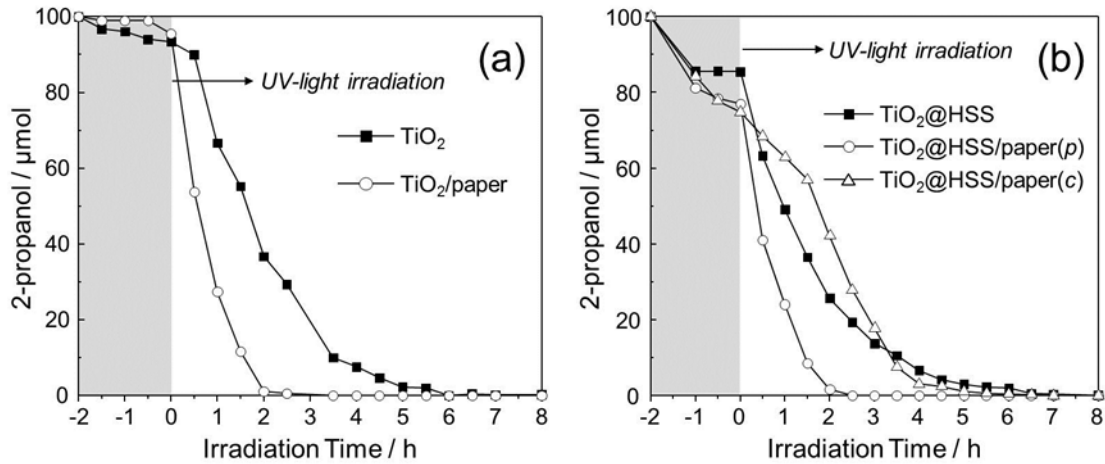 100
80
60
40
20
0
2-propanol / μmol
(a)
UV-light irradiation
TiO₂
TiO₂/paper
-2 -1 0 1 2 3 4 5 6 7 8
Irradiation Time / h
100
80
60
40
20
0
2-propanol / μmol
(b)
UV-light irradiation
TiO₂@HSS
TiO₂@HSS/paper(p)
TiO₂@HSS/paper(c)
-2 -1 0 1 2 3 4 5 6 7 8
Irradiation Time / h